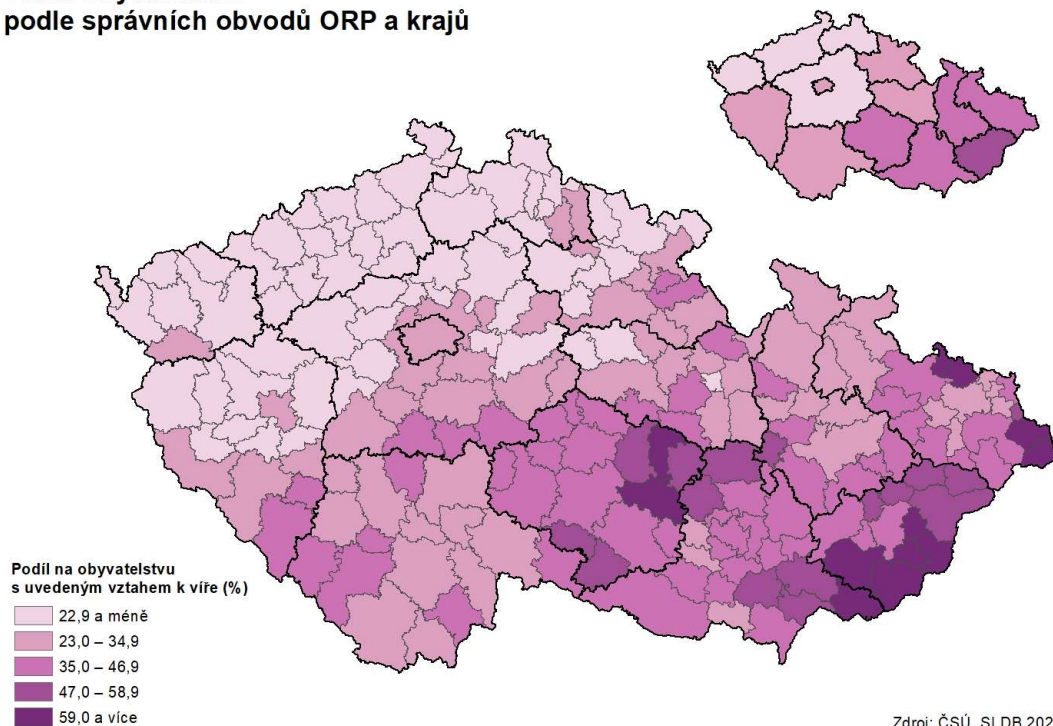 podle správních obvodů ORP a krajů
Podíl na obyvatelstvu
s uvedeným vztahem k víře (%)
22,9 a méně
23,0 – 34,9
35,0 – 46,9
47,0 – 58,9
59,0 a více
Zdroj: ČSÚ, SLDB